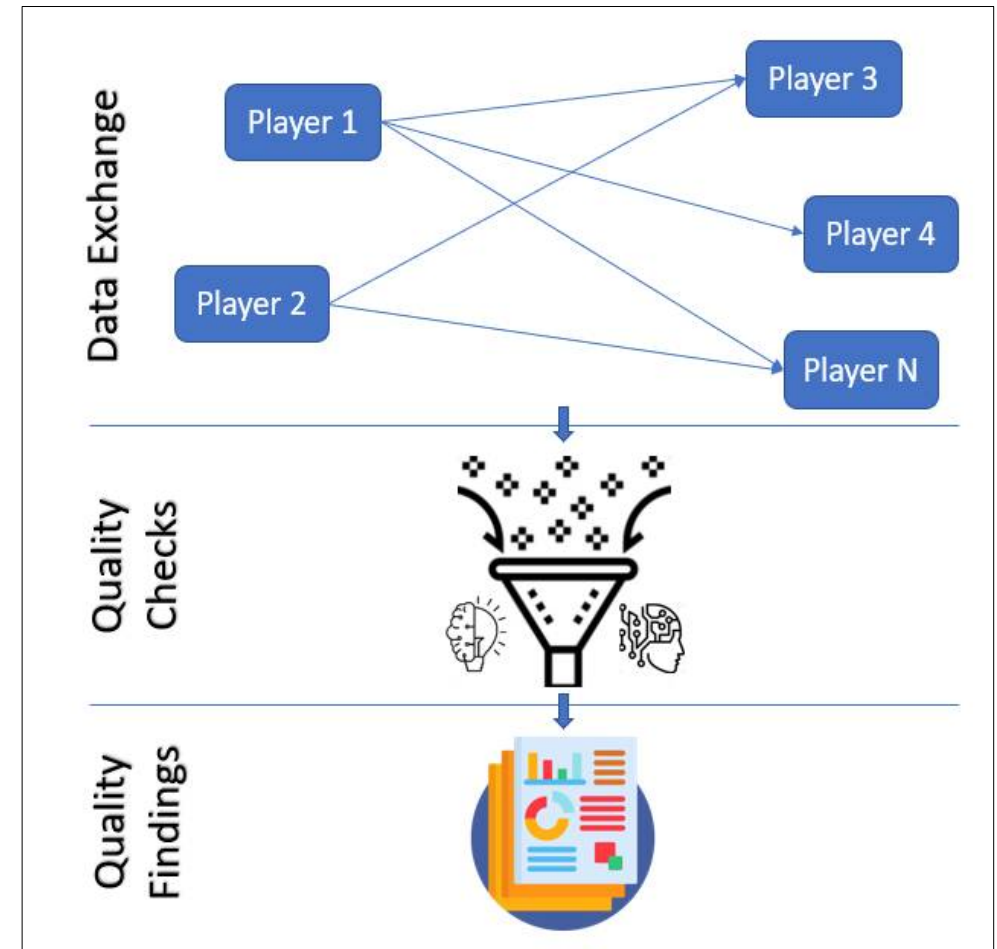 Data Exchange
Player 1
Player 2
Player 3
Player 4
Player N
Quality
Checks
Quality
Findings